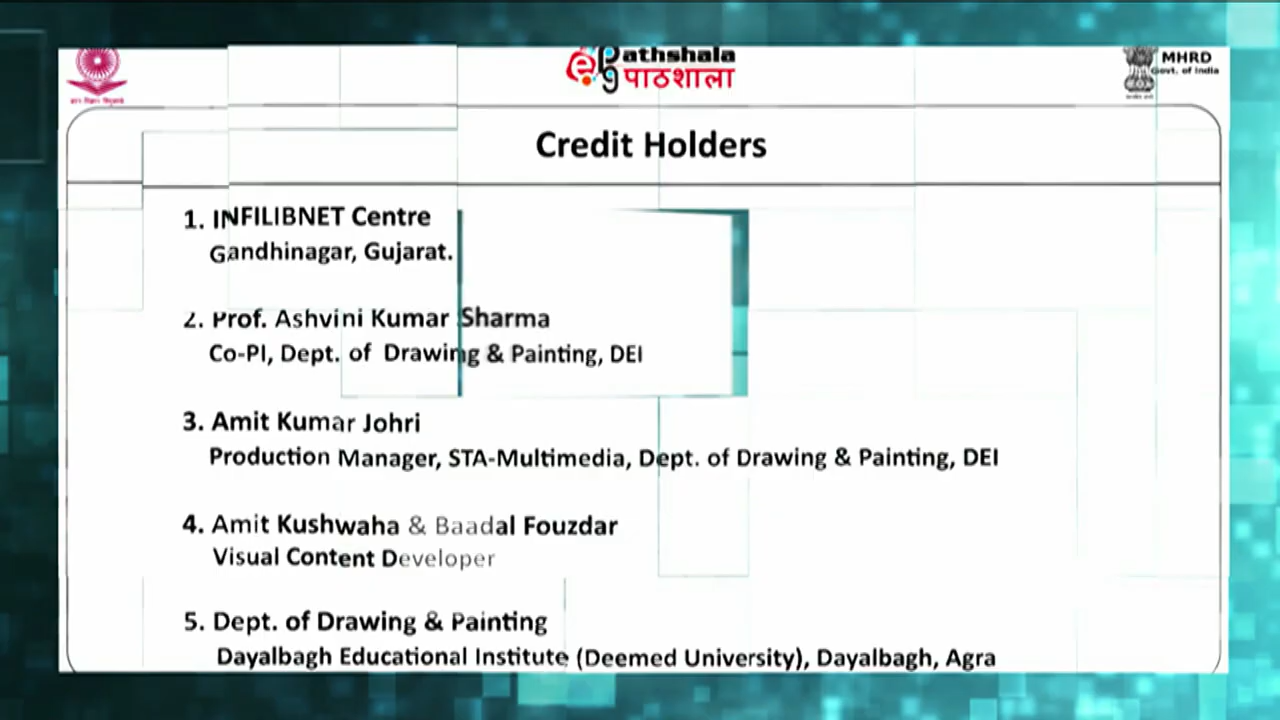 ePG athshala
पाठशाला
MHRD
Govt. of India
Credit Holders
1. INFILIBNET Centre
Gandhinagar, Gujarat.
2. Prof. Ashvini Kumar Sharma
Co-PI, Dept. of Drawing & Painting, DEI
3. Amit Kumar Johri
Production Manager, STA-Multimedia, Dept. of Drawing & Painting, DEI
4. Amit Kushwaha & Baadal Fouzdar
Visual Content Developer
5. Dept. of Drawing & Painting
Dayalbagh Educational Institute (Deemed University), Dayalbagh, Agra